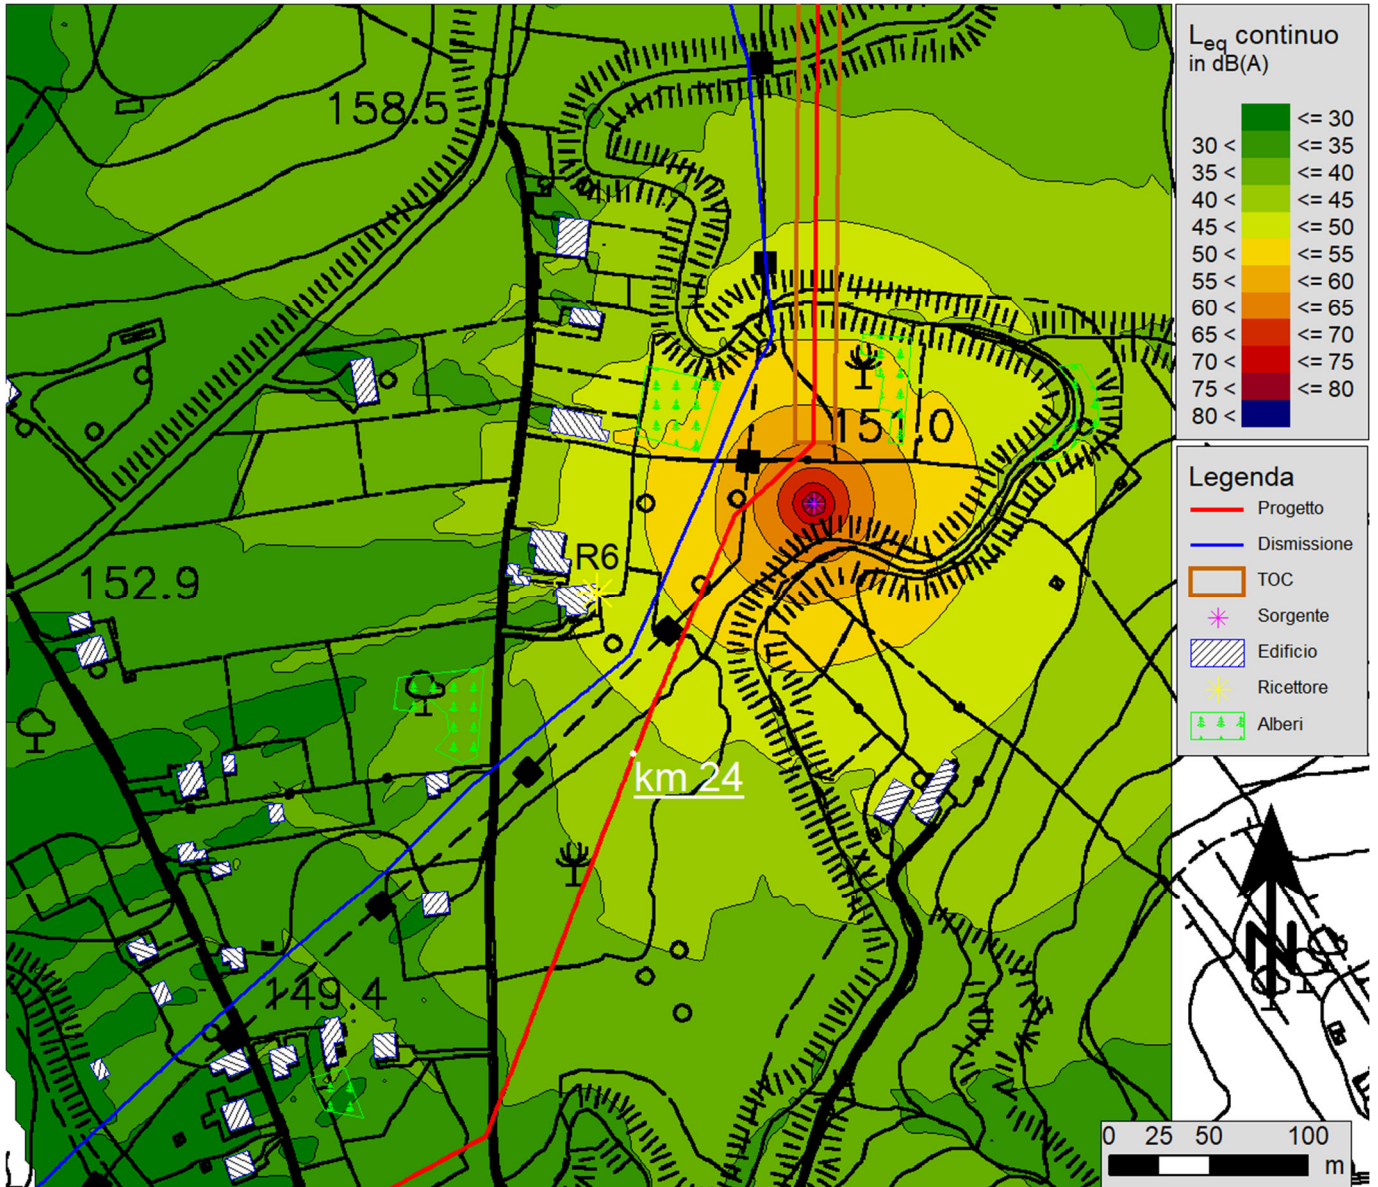 158.5
151.0
R6
152.9
km 24
149.4
L_eq continuo
in dB(A)
<= 30
30 < <= 35
35 < <= 40
40 < <= 45
45 < <= 50
50 < <= 55
55 < <= 60
60 < <= 65
65 < <= 70
70 < <= 75
75 < <= 80
80 <
Legenda
Progetto
Dismissione
TOC
Sorgente
Edificio
Ricettore
Alberi
N
0 25 50 100
m